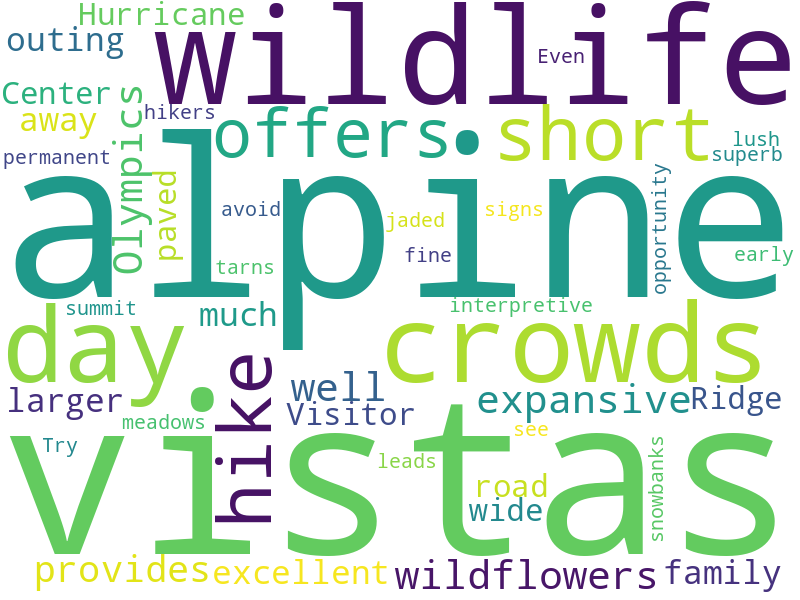 Hurricane
outing
wildlife
Even
Center
away
Olympics
hikers
offers
short
lush
superb
permanent
paved
alpine
avoid
jaded
signs
opportunity
fine
early
tarns
summit
much
interpretive
day
crowds
hike
larger
well
Visitor
expansive
Ridge
meadows
Try
vistas
see
leads
snowbanks
road
wide
provides
excellent
wildflowers
family